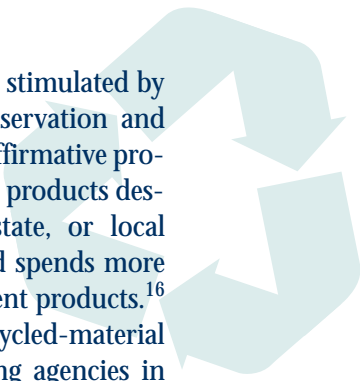 stimulated by
servation and
ffirmative pro-
products des-
state, or local
d spends more
ent products.16
ycled-material
ng agencies in